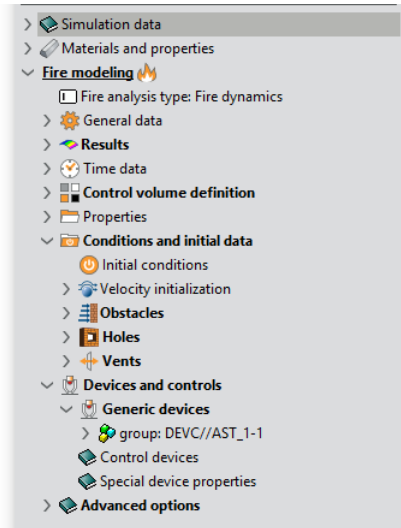 Simulation data
Materials and properties
Fire modeling
Fire analysis type: Fire dynamics
General data
Results
Time data
Control volume definition
Properties
Conditions and initial data
Initial conditions
Velocity initialization
Obstacles
Holes
Vents
Devices and controls
Generic devices
group: DEVC//AST_1-1
Control devices
Special device properties
Advanced options